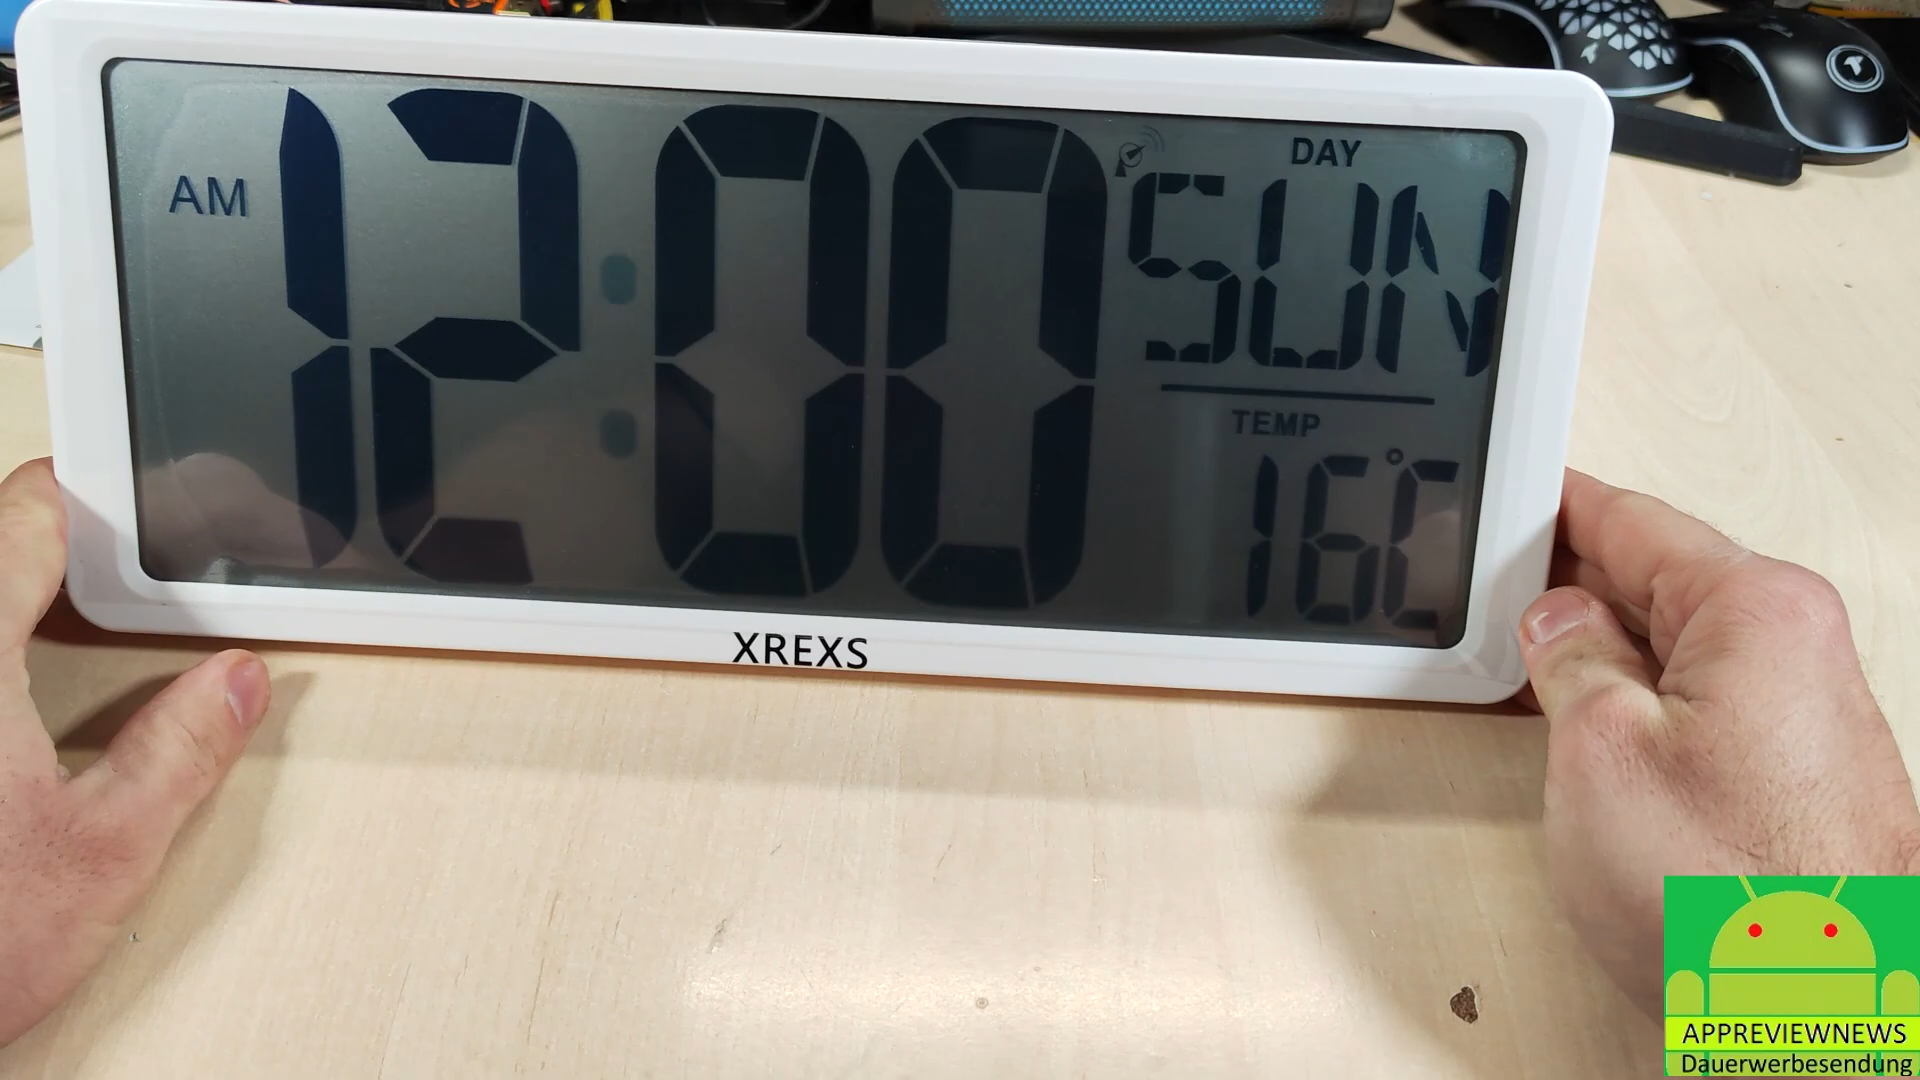 AM
12:00
DAY
SUN
TEMP
16°C
XREXS
APPREVIEWNEWS
Dauerwerbesendung